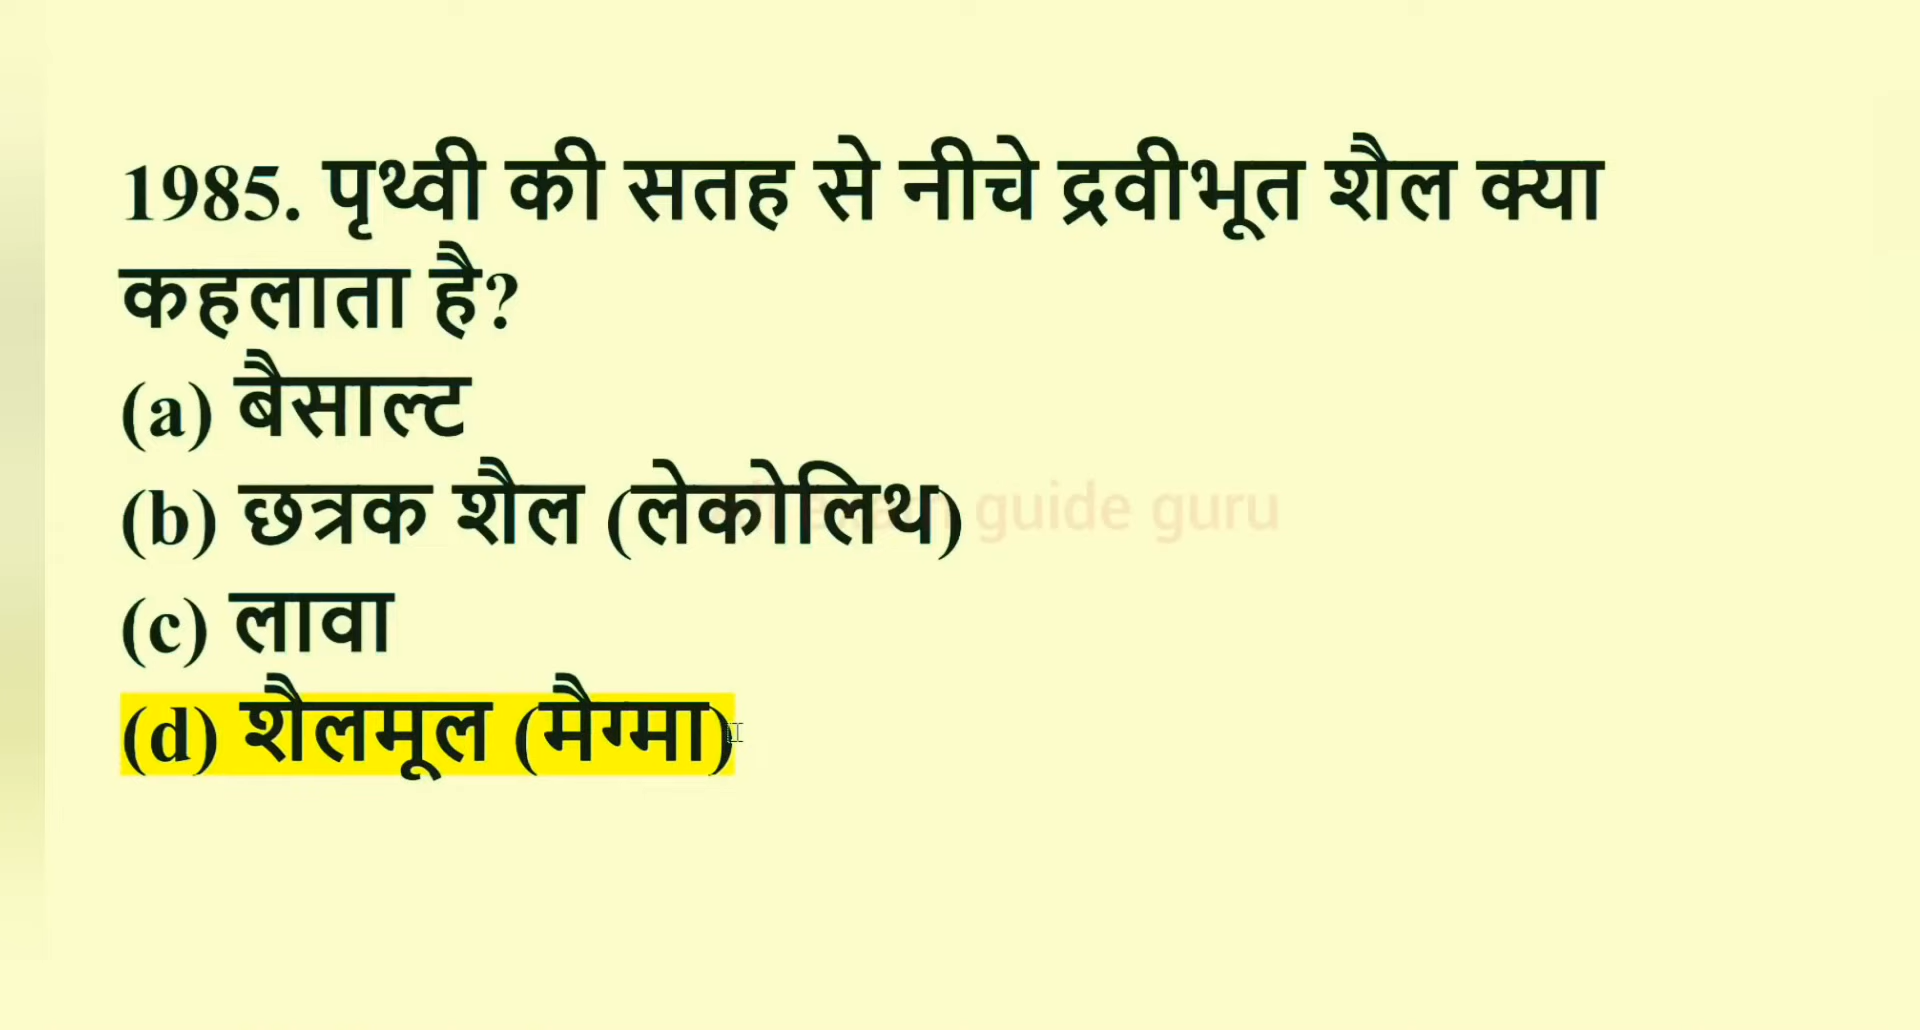 1985. पृथ्वी की सतह से नीचे द्रवीभूत शैल क्या
कहलाता है?
(a) बैसाल्ट
(b) छत्रक शैल (लेकोलिथ)
guide guru
(c) लावा
(d) शैलमूल (मैग्मा)